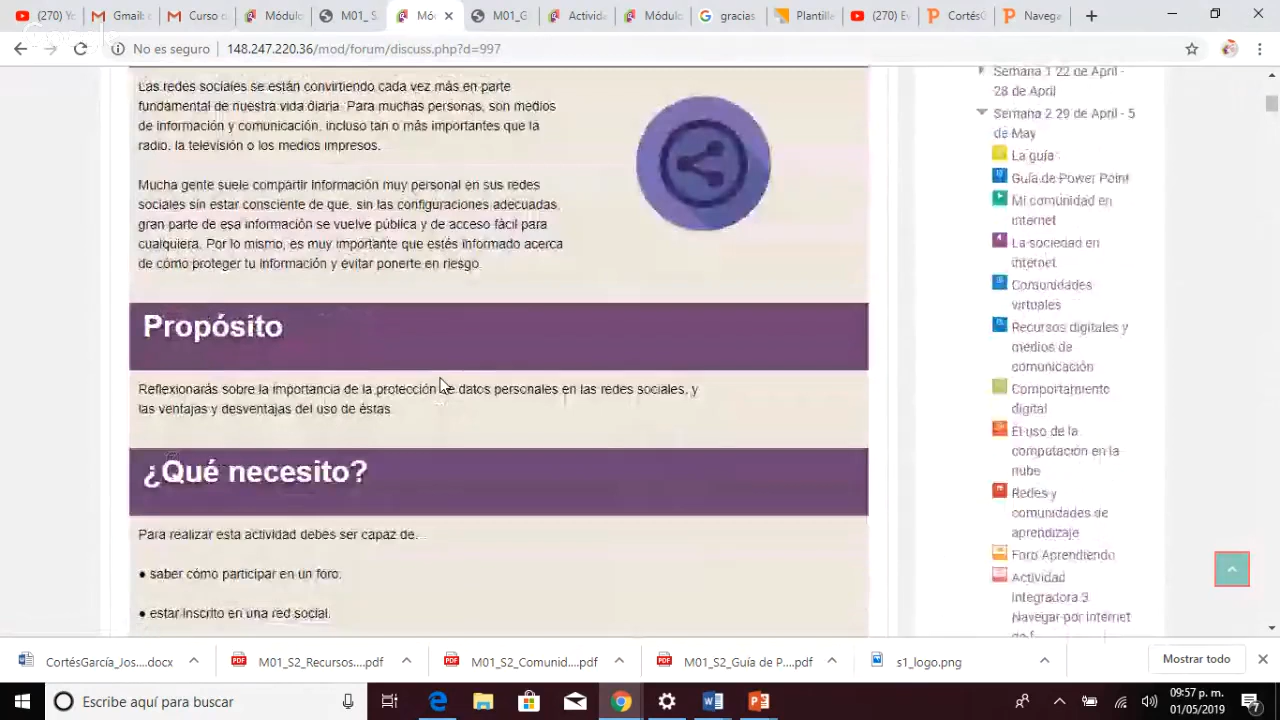 (270) Yo
Gmail:
Curso d
Módulo
M01_ S
Mód
M01_G
Activida
Módulo
gracias
Plantille
(270) Ev
CortésG
Navega
No es seguro
148.247.220.36/mod/forum/discuss.php?d=997
Las redes sociales se están convirtiendo cada vez más en parte
fundamental de nuestra vida diaria. Para muchas personas, son medios
de información y comunicación, incluso tan o más importantes que la
radio, la televisión o los medios impresos.
Mucha gente suele compartir información muy personal en sus redes
sociales sin estar consciente de que, sin las configuraciones adecuadas,
gran parte de esa información se vuelve pública y de acceso fácil para
cualquiera. Por lo mismo, es muy importante que estés informado acerca
de cómo proteger tu información y evitar ponerte en riesgo.
Propósito
Reflexionarás sobre la importancia de la protección de datos personales en las redes sociales, y
las ventajas y desventajas del uso de éstas.
¿Qué necesito?
Para realizar esta actividad debes ser capaz de:
● saber cómo participar en un foro.
● estar inscrito en una red social.
Semana 1 22 de April -
28 de April
Semana 2 29 de April - 5
de May
La guía
Guía de Power Point
Mi comunidad en
internet
La sociedad en
internet
Comunidades
virtuales
Recursos digitales y
medios de
comunicación
Comportamiento
digital
El uso de la
computación en la
nube
Redes y
comunidades de
aprendizaje
Foro Aprendiendo
Actividad
integradora 3.
Navegar por internet
de f
CortésGarcía_Jos....docx
M01_S2_Recursos....pdf
M01_S2_Comunid....pdf
M01_S2_Guía de P....pdf
s1_logo.png
Mostrar todo
Escribe aquí para buscar
09:57 p. m.
01/05/2019
7